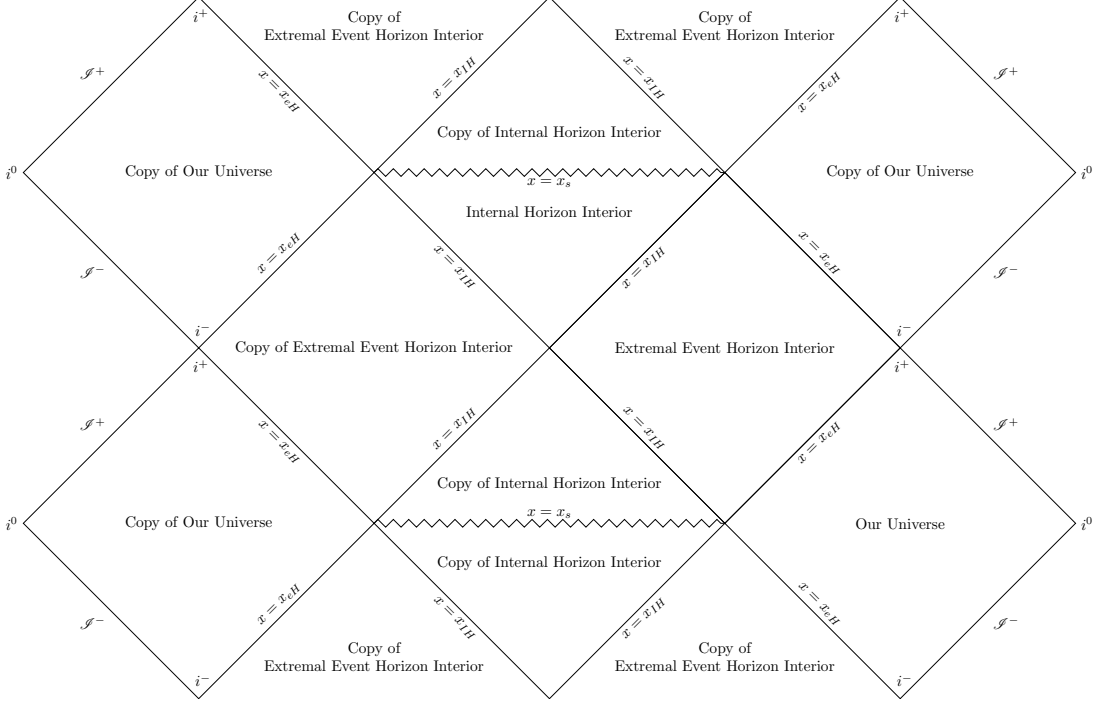 i⁺
Copy of
Extremal Event Horizon Interior
Copy of
Extremal Event Horizon Interior
i⁺
𝒥⁺
x = x_{eH}
x = x_{IH}
x = x_{IH}
x = x_{eH}
𝒥⁺
Copy of Internal Horizon Interior
i⁰
Copy of Our Universe
x = x_s
Copy of Our Universe
i⁰
Internal Horizon Interior
𝒥⁻
x = x_{eH}
x = x_{IH}
x = x_{IH}
x = x_{eH}
𝒥⁻
i⁻
i⁻
Copy of Extremal Event Horizon Interior
Extremal Event Horizon Interior
i⁺
i⁺
𝒥⁺
x = x_{eH}
x = x_{IH}
x = x_{IH}
x = x_{eH}
𝒥⁺
Copy of Internal Horizon Interior
x = x_s
i⁰
Copy of Our Universe
Our Universe
i⁰
Copy of Internal Horizon Interior
𝒥⁻
x = x_{eH}
x = x_{IH}
x = x_{IH}
x = x_{eH}
𝒥⁻
Copy of
Extremal Event Horizon Interior
Copy of
Extremal Event Horizon Interior
i⁻
i⁻